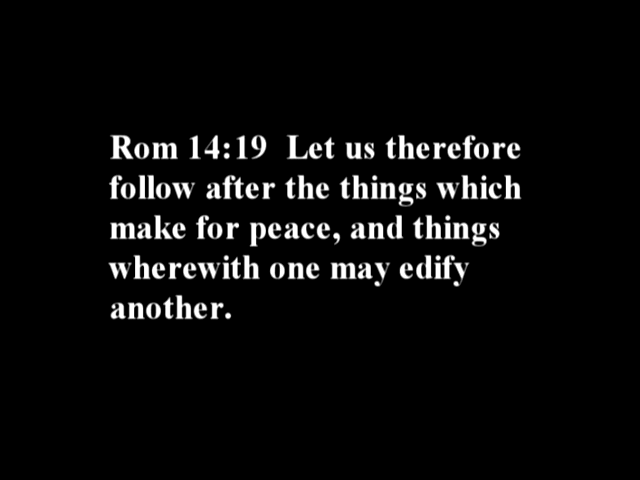 Rom 14:19  Let us therefore
follow after the things which
make for peace, and things
wherewith one may edify
another.